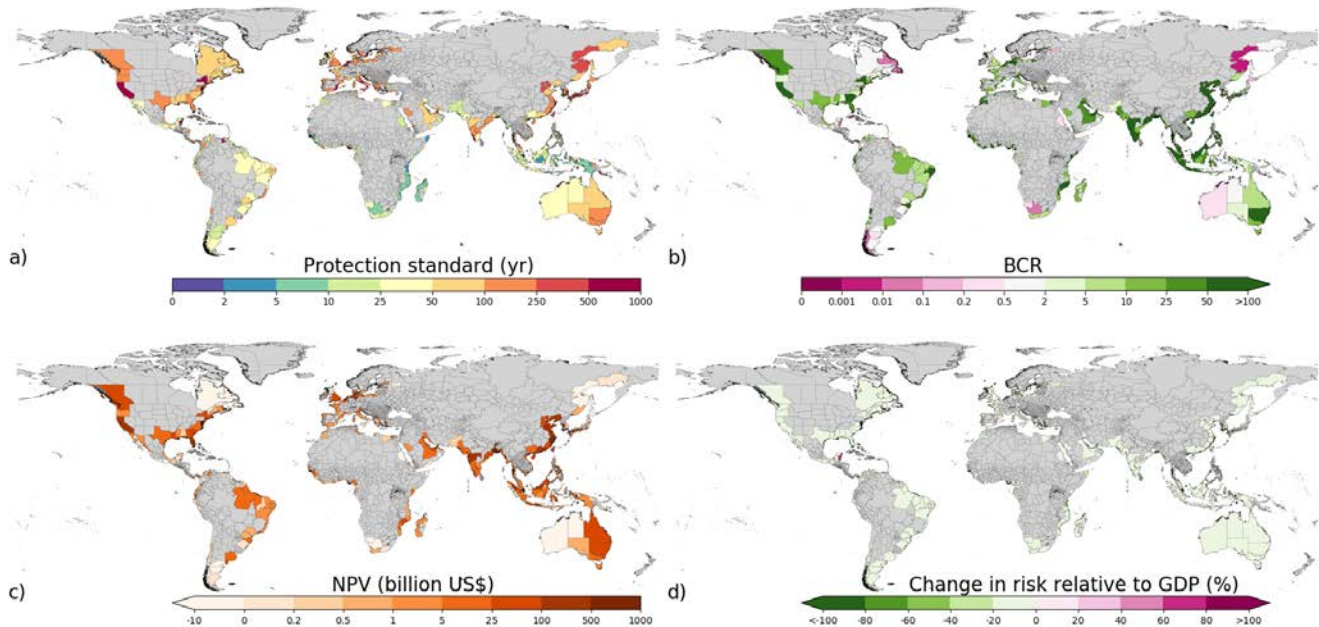 a)
Protection standard (yr)
0 2 5 10 25 50 100 250 500 1000
b)
BCR
0 0.001 0.01 0.1 0.2 0.5 2 5 10 25 50 >100
c)
NPV (billion US$)
-10 0 0.2 0.5 1 5 25 100 500 1000
d)
Change in risk relative to GDP (%)
<-100 -80 -60 -40 -20 0 20 40 60 80 >100